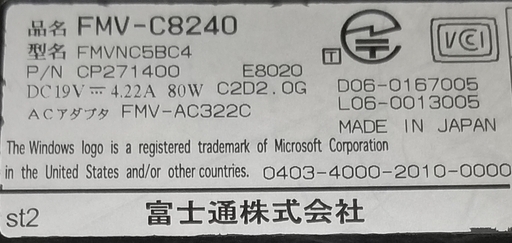 品名 FMV-C8240
型名 FMVNC5BC4
P/N CP271400 E8020
DC19V⎓4.22A 80W C2D2.0G
ACアダプタ FMV-AC322C
T
VCCI
D06-0167005
L06-0013005
MADE IN JAPAN
The Windows logo is a registered trademark of Microsoft Corporation
in the United States and/or other countries. 0403-4000-2010-0000
st2 富士通株式会社